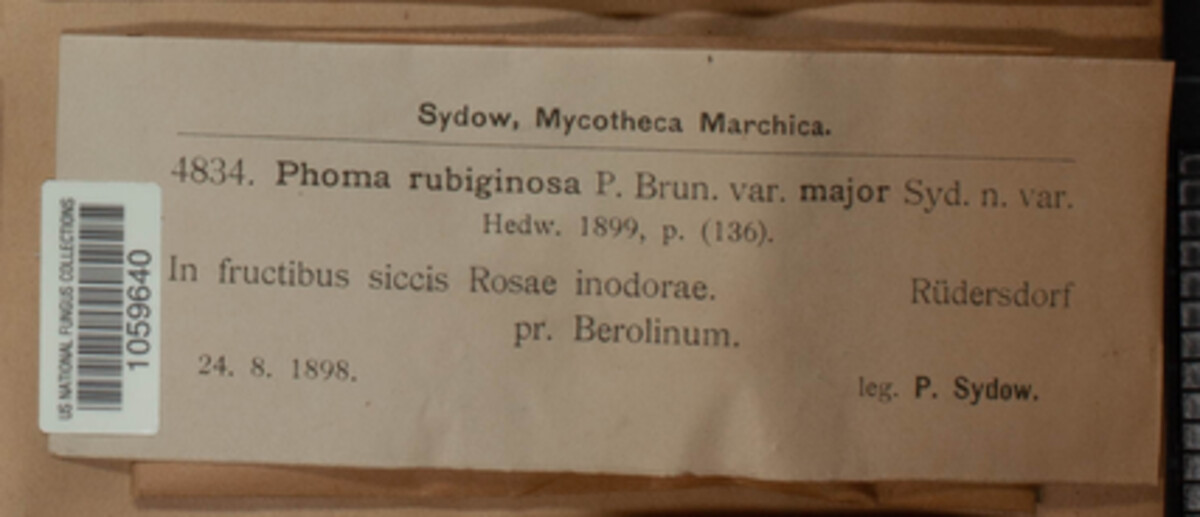 Sydow, Mycotheca Marchica.
4834. Phoma rubiginosa P. Brun. var. major Syd. n. var.
Hedw. 1899, p. (136).
In fructibus siccis Rosae inodorae. Rüdersdorf
pr. Berolinum.
24. 8. 1898.
leg. P. Sydow.
US NATIONAL FUNGUS COLLECTIONS
1059640